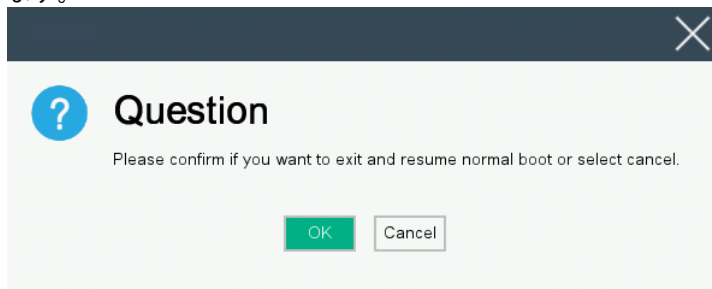 Question
Please confirm if you want to exit and resume normal boot or select cancel.
OK
Cancel